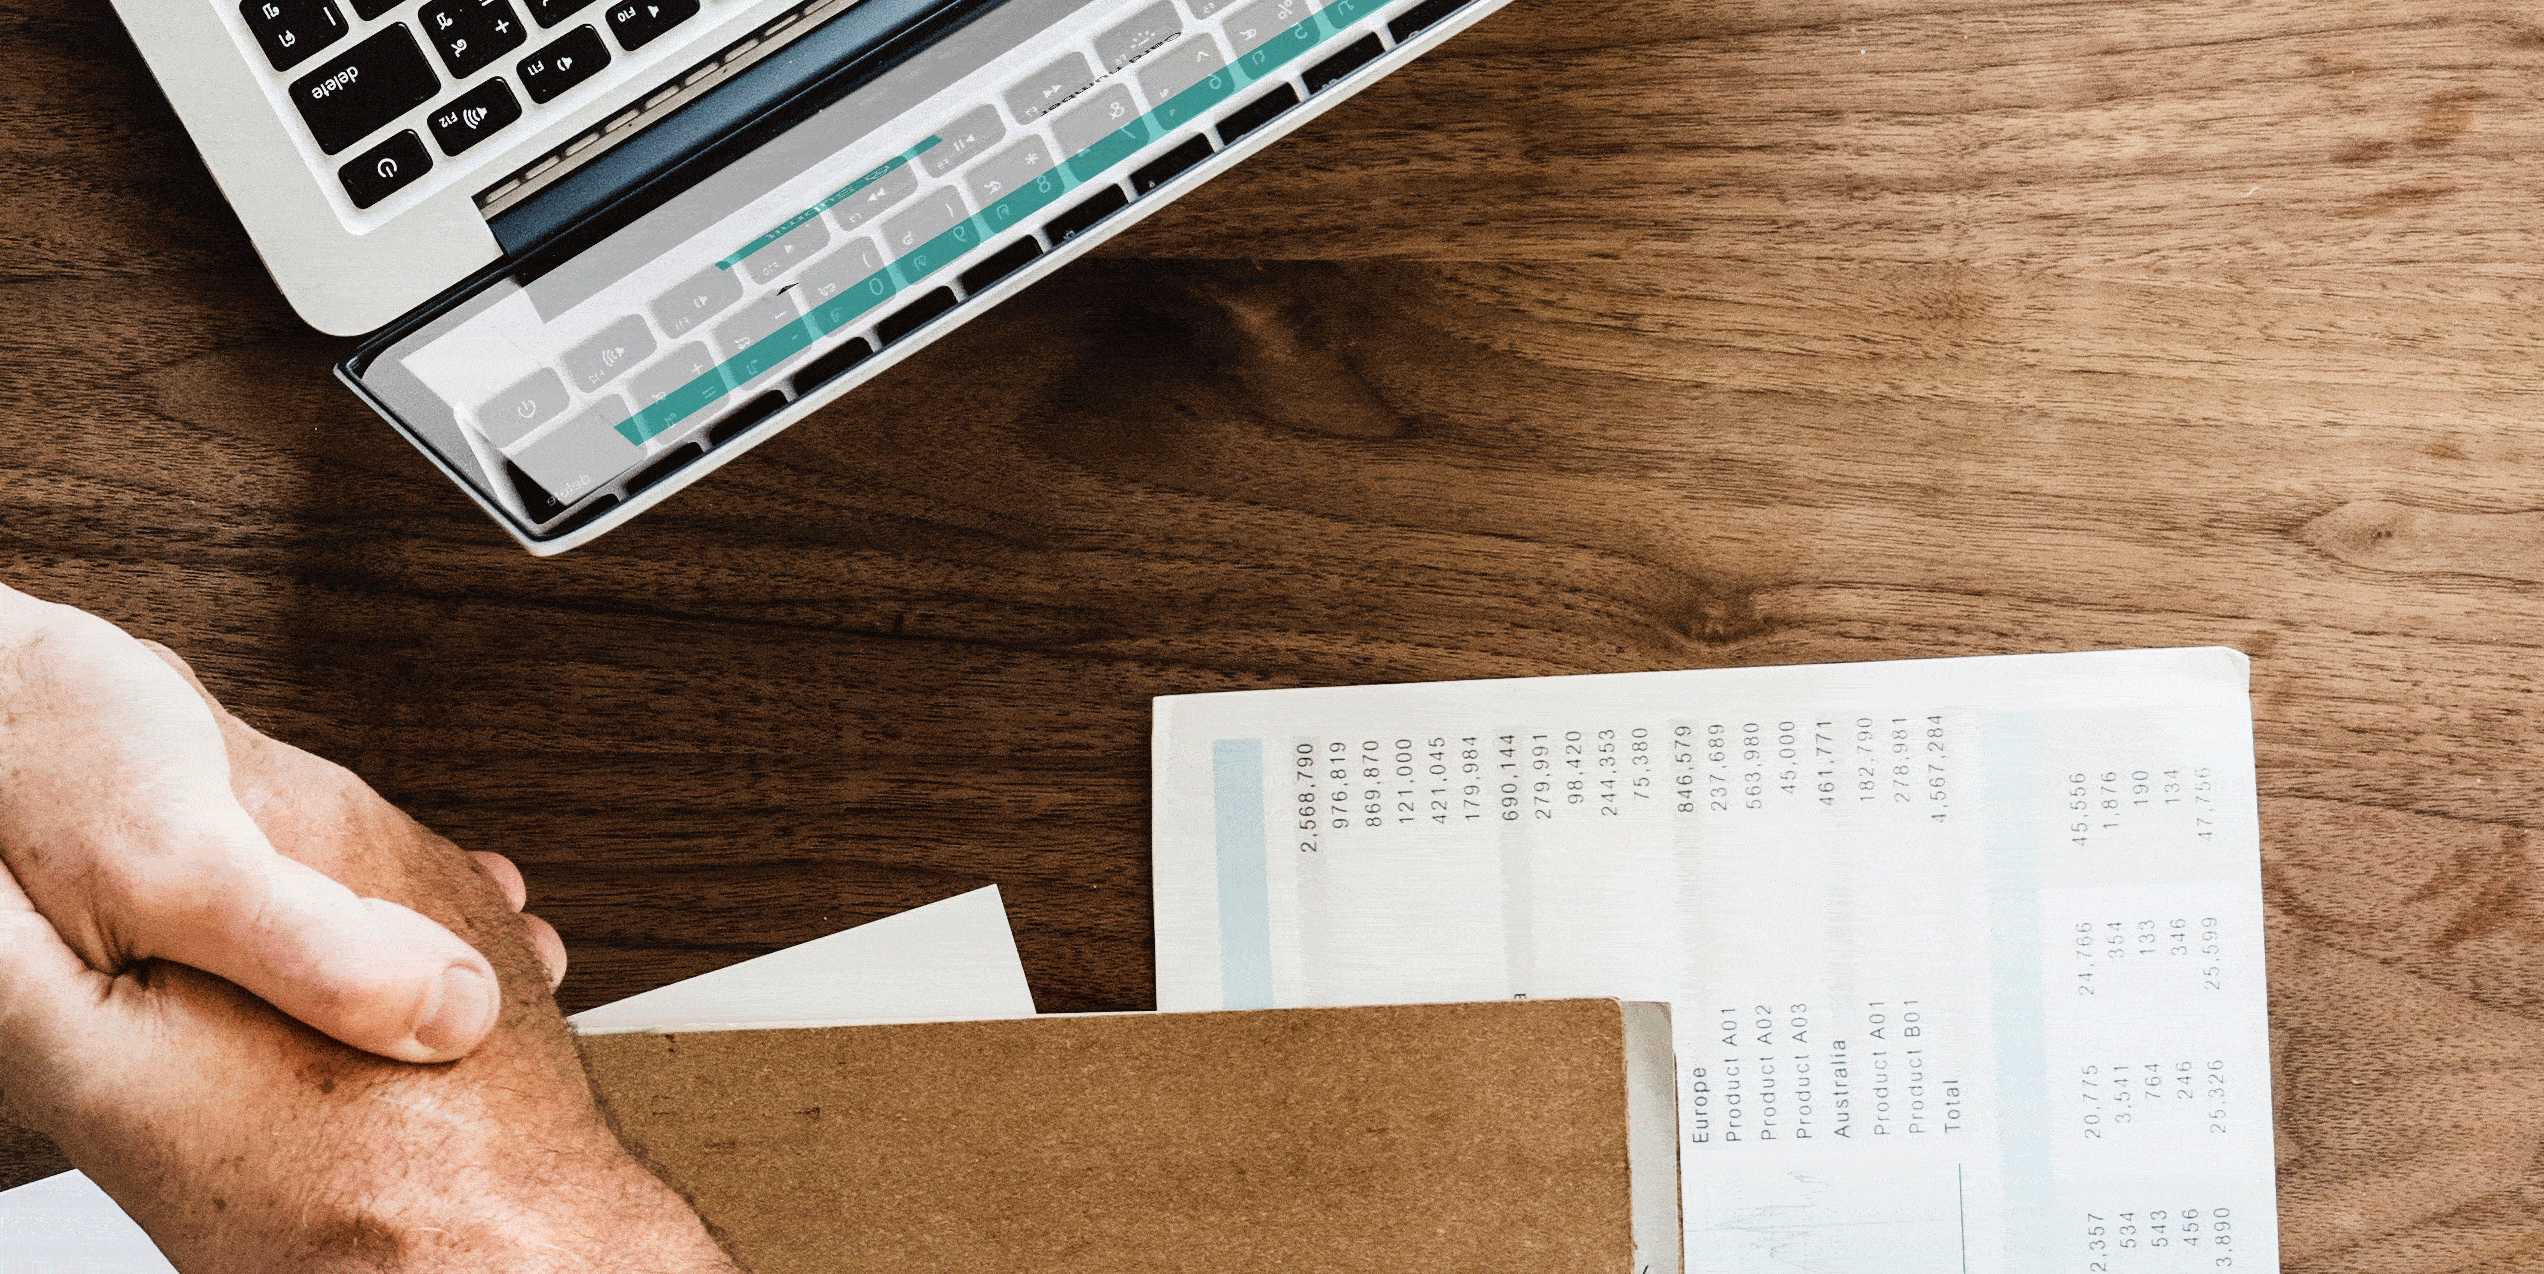 delete
F12
F11
F10
2,568,790
976,819
869,870
121,000
421,045
179,984
690,144
279,991
98,420
244,353
75,380
Europe 846,579
Product A01 237,689
Product A02 563,980
Product A03 45,000
Australia 461,771
Product A01 182,790
Product B01 278,981
Total 4,567,284
2,357 20,775 24,766 45,556
534 3,541 354 1,876
543 764 133 190
456 246 346 134
3,890 25,326 25,599 47,756